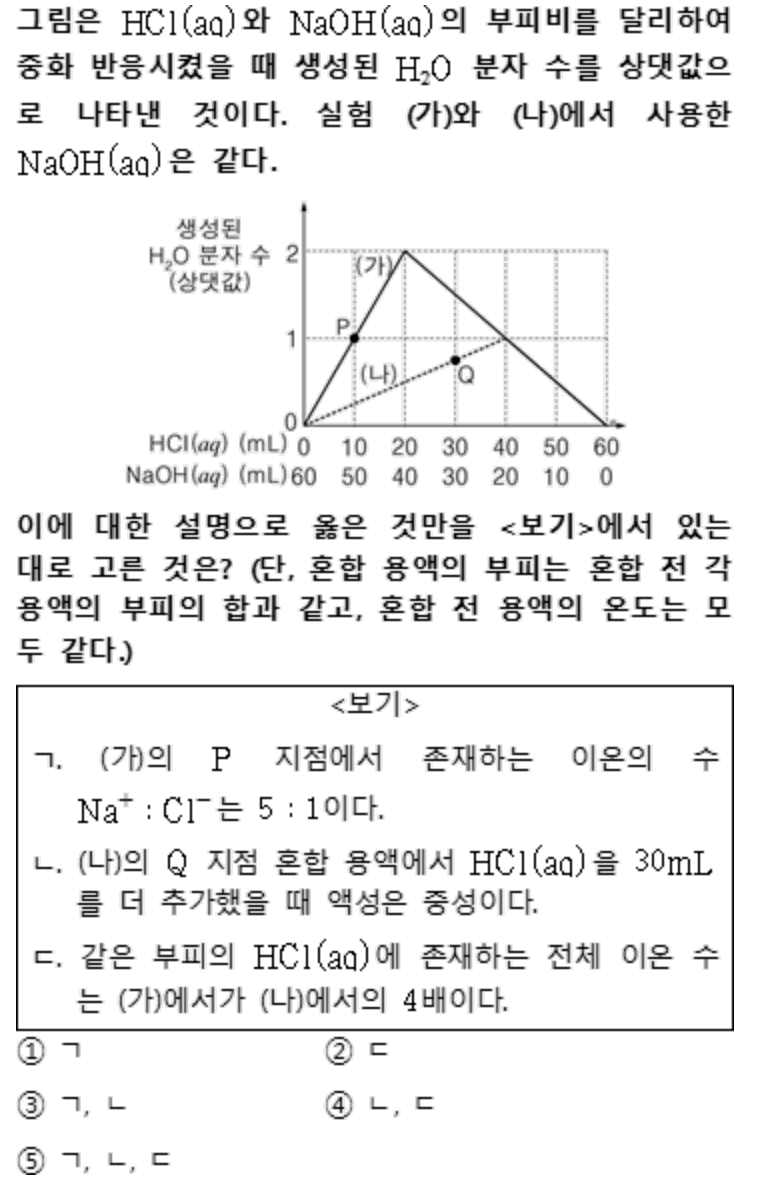 그림은 HCl(aq)와 NaOH(aq)의 부피비를 달리하여
중화 반응시켰을 때 생성된 H₂O 분자 수를 상댓값으
로 나타낸 것이다. 실험 (가)와 (나)에서 사용한
NaOH(aq)은 같다.
생성된
H₂O 분자 수
(상댓값)
2
(가)
P
1
(나)
Q
0
HCl(aq) (mL) 0 10 20 30 40 50 60
NaOH(aq) (mL) 60 50 40 30 20 10 0
이에 대한 설명으로 옳은 것만을 <보기>에서 있는
대로 고른 것은? (단, 혼합 용액의 부피는 혼합 전 각
용액의 부피의 합과 같고, 혼합 전 용액의 온도는 모
두 같다.)
<보기>
ㄱ. (가)의 P 지점에서 존재하는 이온의 수
Na⁺ : Cl⁻는 5 : 1이다.
ㄴ. (나)의 Q 지점 혼합 용액에서 HCl(aq)을 30mL
를 더 추가했을 때 액성은 중성이다.
ㄷ. 같은 부피의 HCl(aq)에 존재하는 전체 이온 수
는 (가)에서가 (나)에서의 4배이다.
① ㄱ ② ㄷ
③ ㄱ, ㄴ ④ ㄴ, ㄷ
⑤ ㄱ, ㄴ, ㄷ